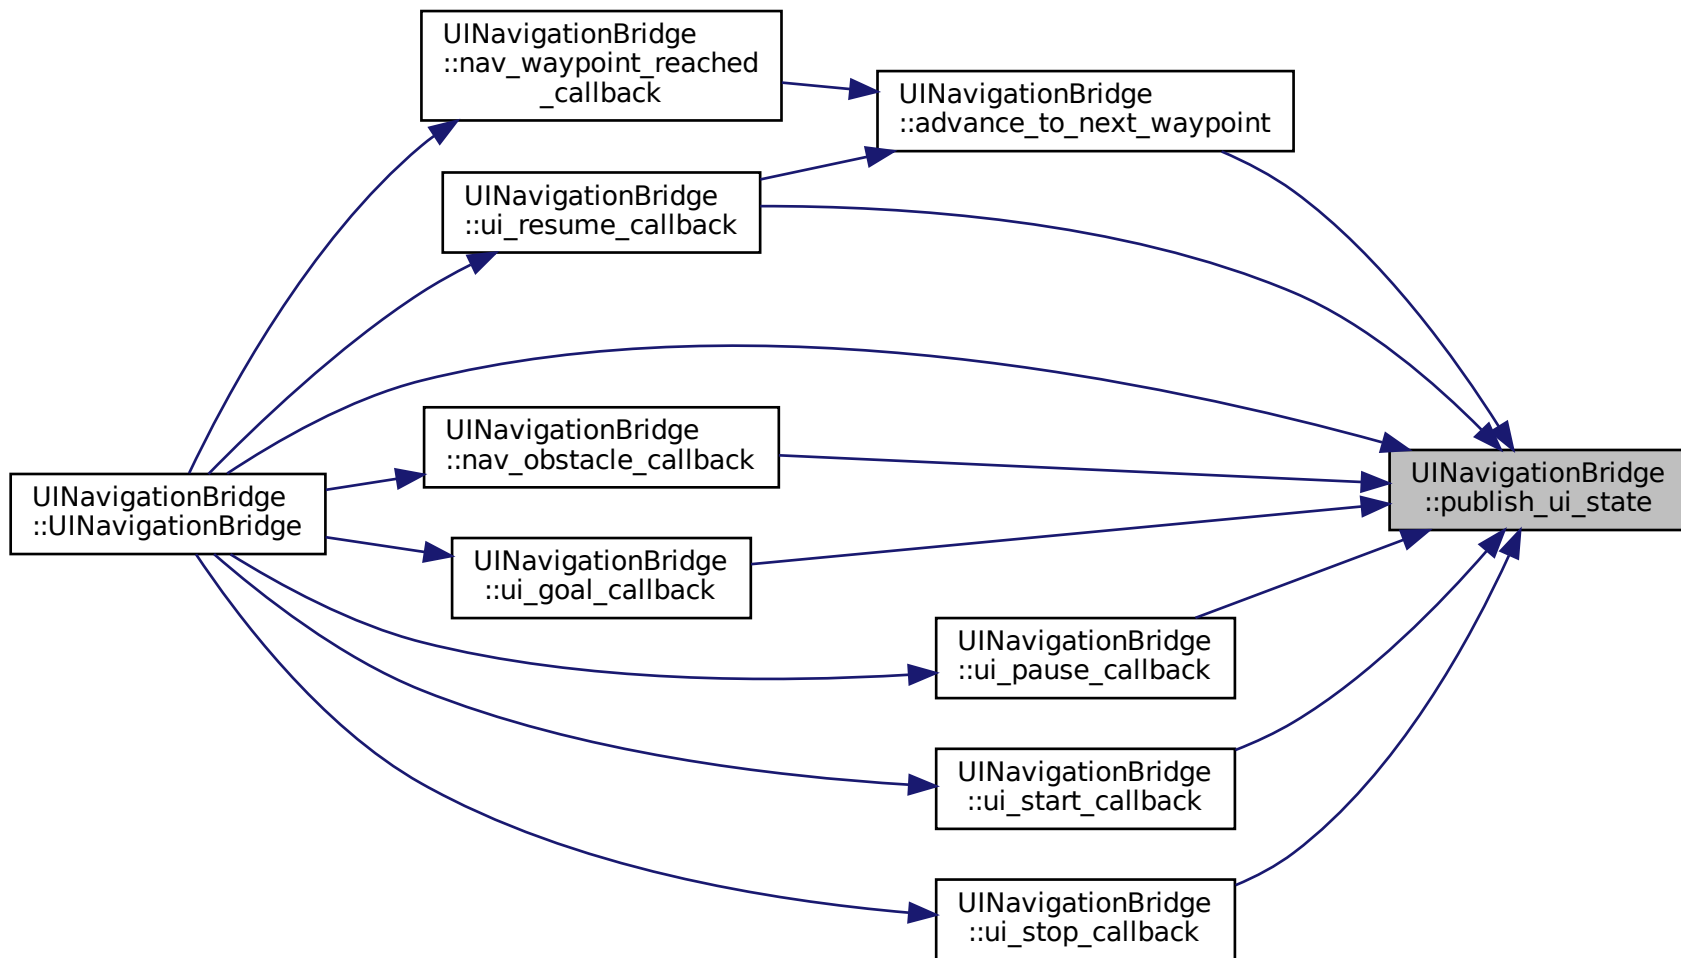 UINavigationBridge
::nav_waypoint_reached
_callback
UINavigationBridge
::advance_to_next_waypoint
UINavigationBridge
::ui_resume_callback
UINavigationBridge
::nav_obstacle_callback
UINavigationBridge
::publish_ui_state
UINavigationBridge
::UINavigationBridge
UINavigationBridge
::ui_goal_callback
UINavigationBridge
::ui_pause_callback
UINavigationBridge
::ui_start_callback
UINavigationBridge
::ui_stop_callback